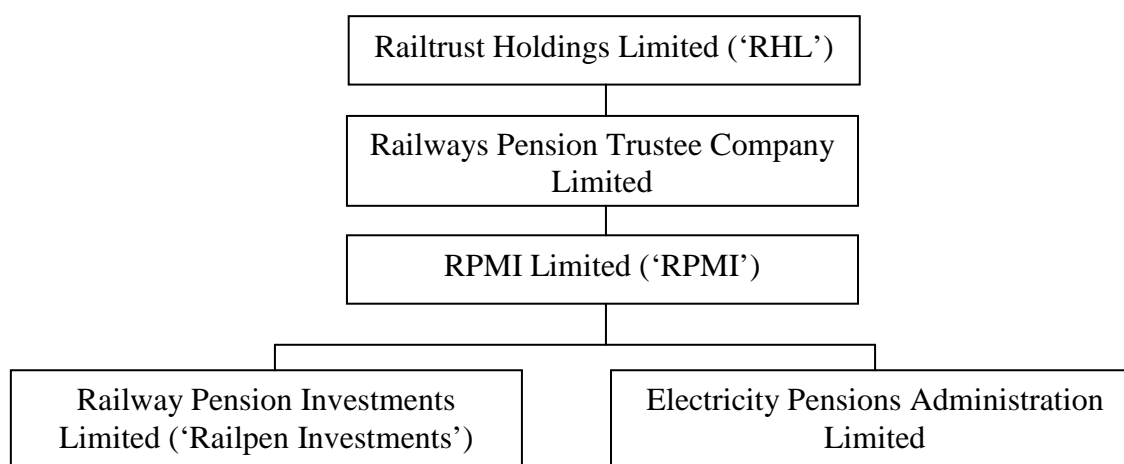 Railtrust Holdings Limited (‘RHL’)
Railways Pension Trustee Company
Limited
RPMI Limited (‘RPMI’)
Railway Pension Investments
Limited (‘Railpen Investments’)
Electricity Pensions Administration
Limited